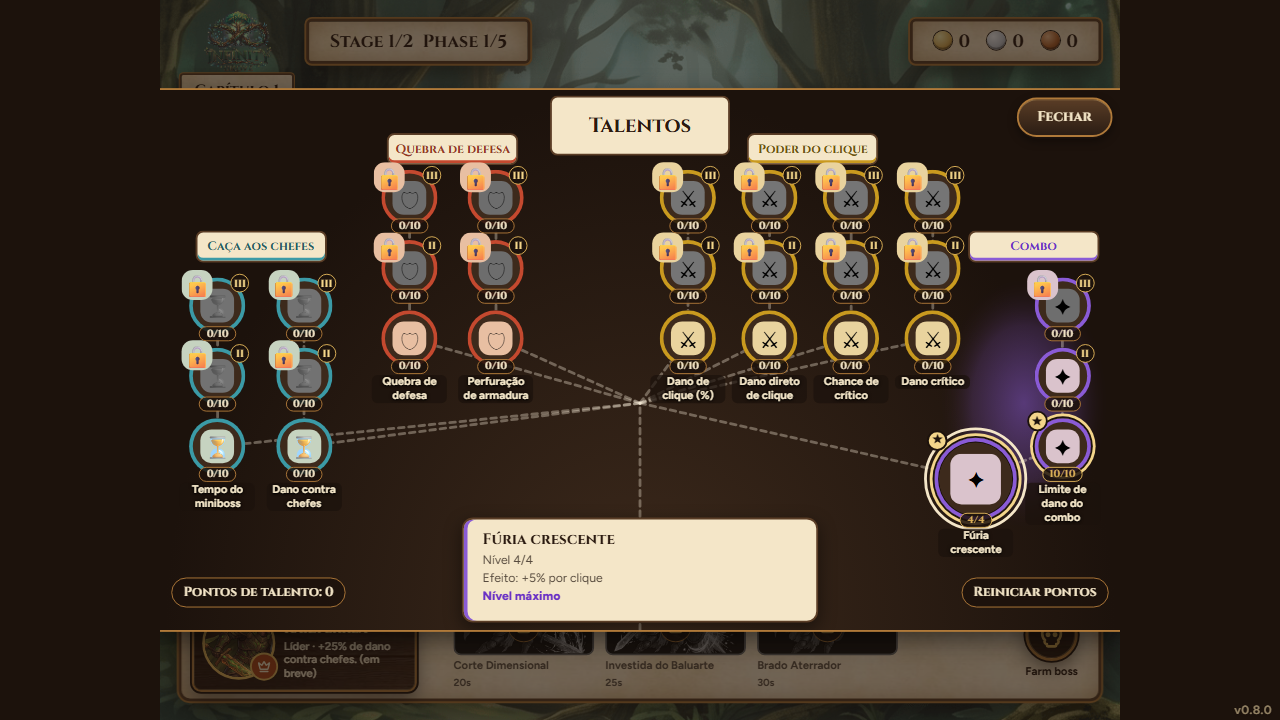 Stage 1/2 Phase 1/5
0 0 0
Capítulo 1
Talentos
Fechar
Quebra de defesa
Poder do clique
III III III III III III
0/10 0/10 0/10 0/10 0/10 0/10
II II II II II II
0/10 0/10 0/10 0/10 0/10 0/10
Caça aos chefes
Combo
III III III
0/10 0/10 0/10
II II II
0/10 0/10 0/10
0/10 0/10 0/10 0/10 0/10 0/10
Quebra de
defesa
Perfuração
de armadura
Dano de
clique (%)
Dano direto
de clique
Chance de
crítico
Dano crítico
0/10 0/10 10/10
Tempo do
miniboss
Dano contra
chefes
Limite de
dano do
combo
4/4
Fúria
crescente
Fúria crescente
Nível 4/4
Efeito: +5% por clique
Nível máximo
Pontos de talento: 0
Reiniciar pontos
Líder · +25% de dano
contra chefes. (em
breve)
Corte Dimensional
20s
Investida do Baluarte
25s
Brado Aterrador
30s
Farm boss
v0.8.0